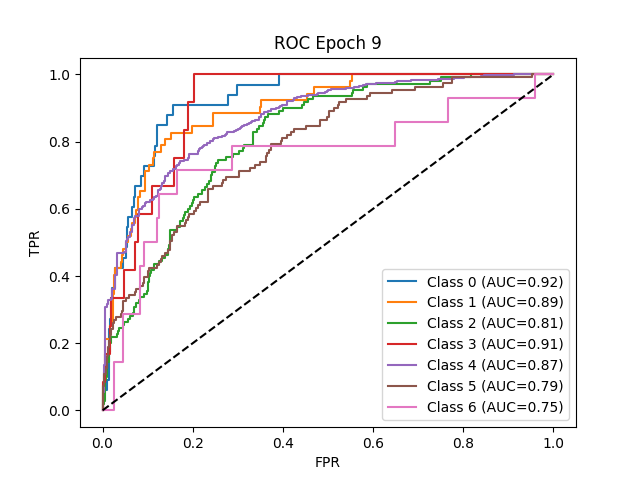 ROC Epoch 9
1.0
0.8
0.6
0.4
0.2
0.0
TPR
0.0 0.2 0.4 0.6 0.8 1.0
FPR
Class 0 (AUC=0.92)
Class 1 (AUC=0.89)
Class 2 (AUC=0.81)
Class 3 (AUC=0.91)
Class 4 (AUC=0.87)
Class 5 (AUC=0.79)
Class 6 (AUC=0.75)